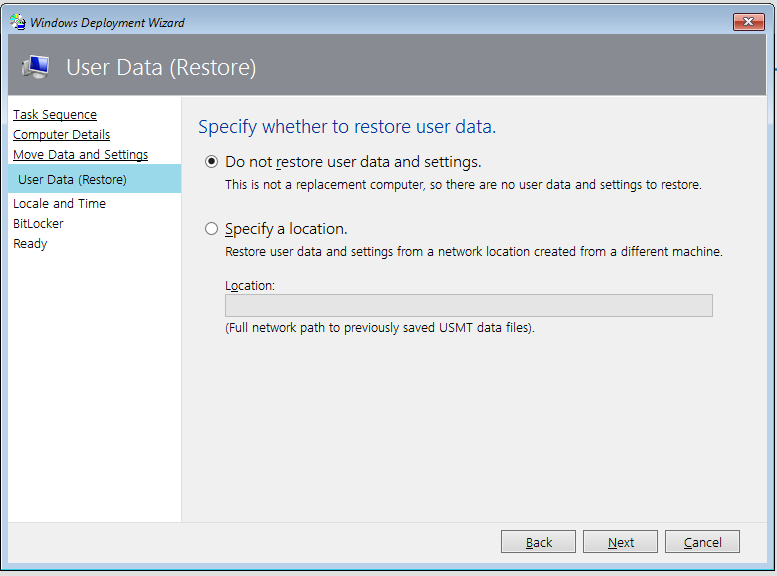 Windows Deployment Wizard
User Data (Restore)
Task Sequence
Computer Details
Move Data and Settings
User Data (Restore)
Locale and Time
BitLocker
Ready
Specify whether to restore user data.
Do not restore user data and settings.
This is not a replacement computer, so there are no user data and settings to restore.
Specify a location.
Restore user data and settings from a network location created from a different machine.
Location:
(Full network path to previously saved USMT data files).
Back
Next
Cancel